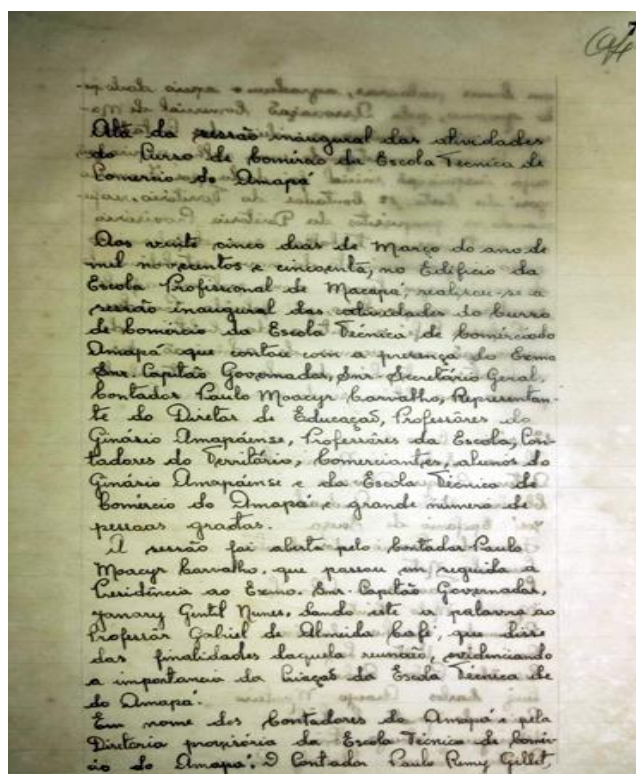 7
Ata da sessão inaugural das atividades
do Curso de Comércio da Escola Tecnica de
Comercio do Amapá
Aos vinte cinco dias de Março do ano de
mil novecentos e cincoenta, no Edifício da
Escola Profissional de Macapá, realizou-se a
sessão inaugural das atividades do Curso
de Comércio da Escola Técnica de Comércio do
Amapá que contou com a presença do Exmo
Snr. Capitão Governador, Snr. Secretário Geral,
Contador Paulo Moacyr Carvalho, Representan-
te do Diretor de Educação, Professôres do
Ginásio Amapáense, Professôres da Escola, Con-
tadores do Território, Comerciantes, alunos do
Ginásio Amapáense e da Escola Técnica de
Comércio do Amapá e grande número de
pessoas gradas.
A sessão foi aberta pelo Contador Paulo
Moacyr Carvalho, que passou em seguida a
Presidência ao Exmo. Snr. Capitão Governador,
Janary Gentil Nunes, dando este a palavra ao
Professôr Gabriel de Almeida Café, que disse
das finalidades daquela reunião, evidenciando
a importancia da Criação da Escola Técnica de
do Amapá.
Em nome dos Contadores do Amapá e pela
Diretoria provisória da Escola Técnica de Comér-
cio do Amapá, O Contador Paulo Remy Gillet,